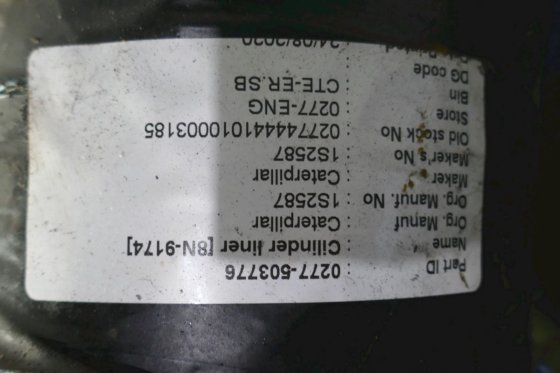 Part ID : 0277-503776
Name : Cilinder liner [8N-9174]
Org. Manuf : Caterpillar
Org. Manuf. No : 1S2587
Maker : Caterpillar
Maker's No : 1S2587
Old stock No : 0277444410100003185
Store : 0277-ENG
Bin : CTE-ER.SB
DG code :
24/08/2020